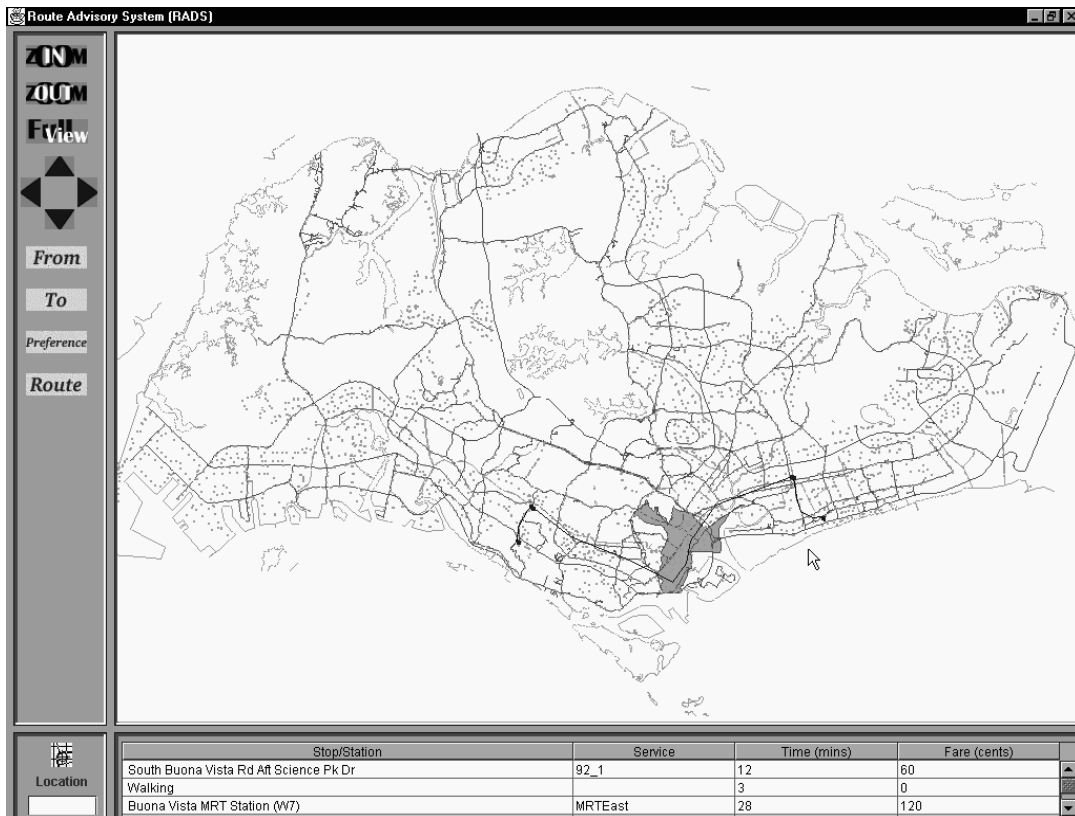 Route Advisory System (RADS)
ZOOM IN
ZOOM OUT
Full View
From
To
Preference
Route
Location
Stop/Station Service Time (mins) Fare (cents)
South Buona Vista Rd Aft Science Pk Dr 92_1 12 60
Walking 3 0
Buona Vista MRT Station (W7) MRTEast 28 120